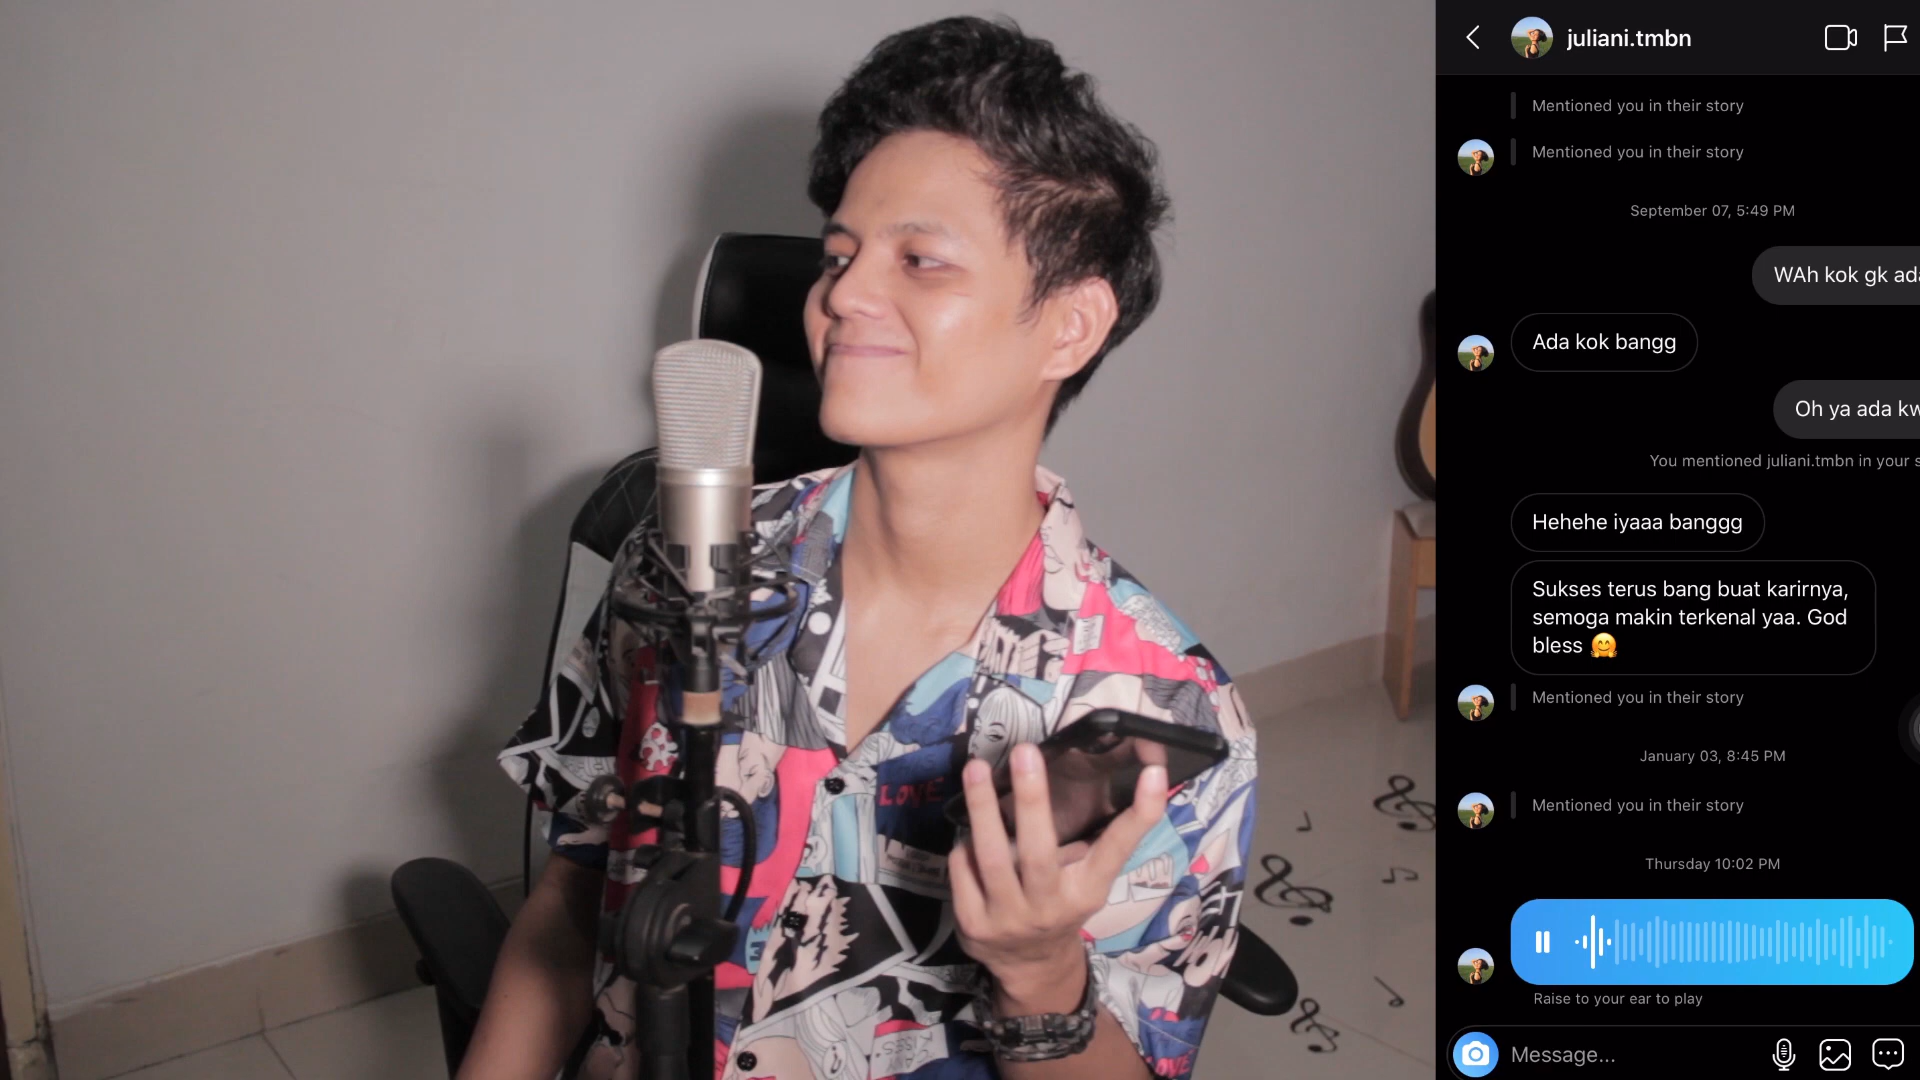 juliani.tmbn
Mentioned you in their story
Mentioned you in their story
September 07, 5:49 PM
WAh kok gk
Ada kok bangg
Oh ya ada
You mentioned juliani.tmbn in your
Hehehe iyaaa banggg
Sukses terus bang buat karirnya,
semoga makin terkenal yaa. God
bless 🤗
Mentioned you in their story
January 03, 8:45 PM
Mentioned you in their story
Thursday 10:02 PM
Raise to your ear to play
Message...
LOVE
LOVE